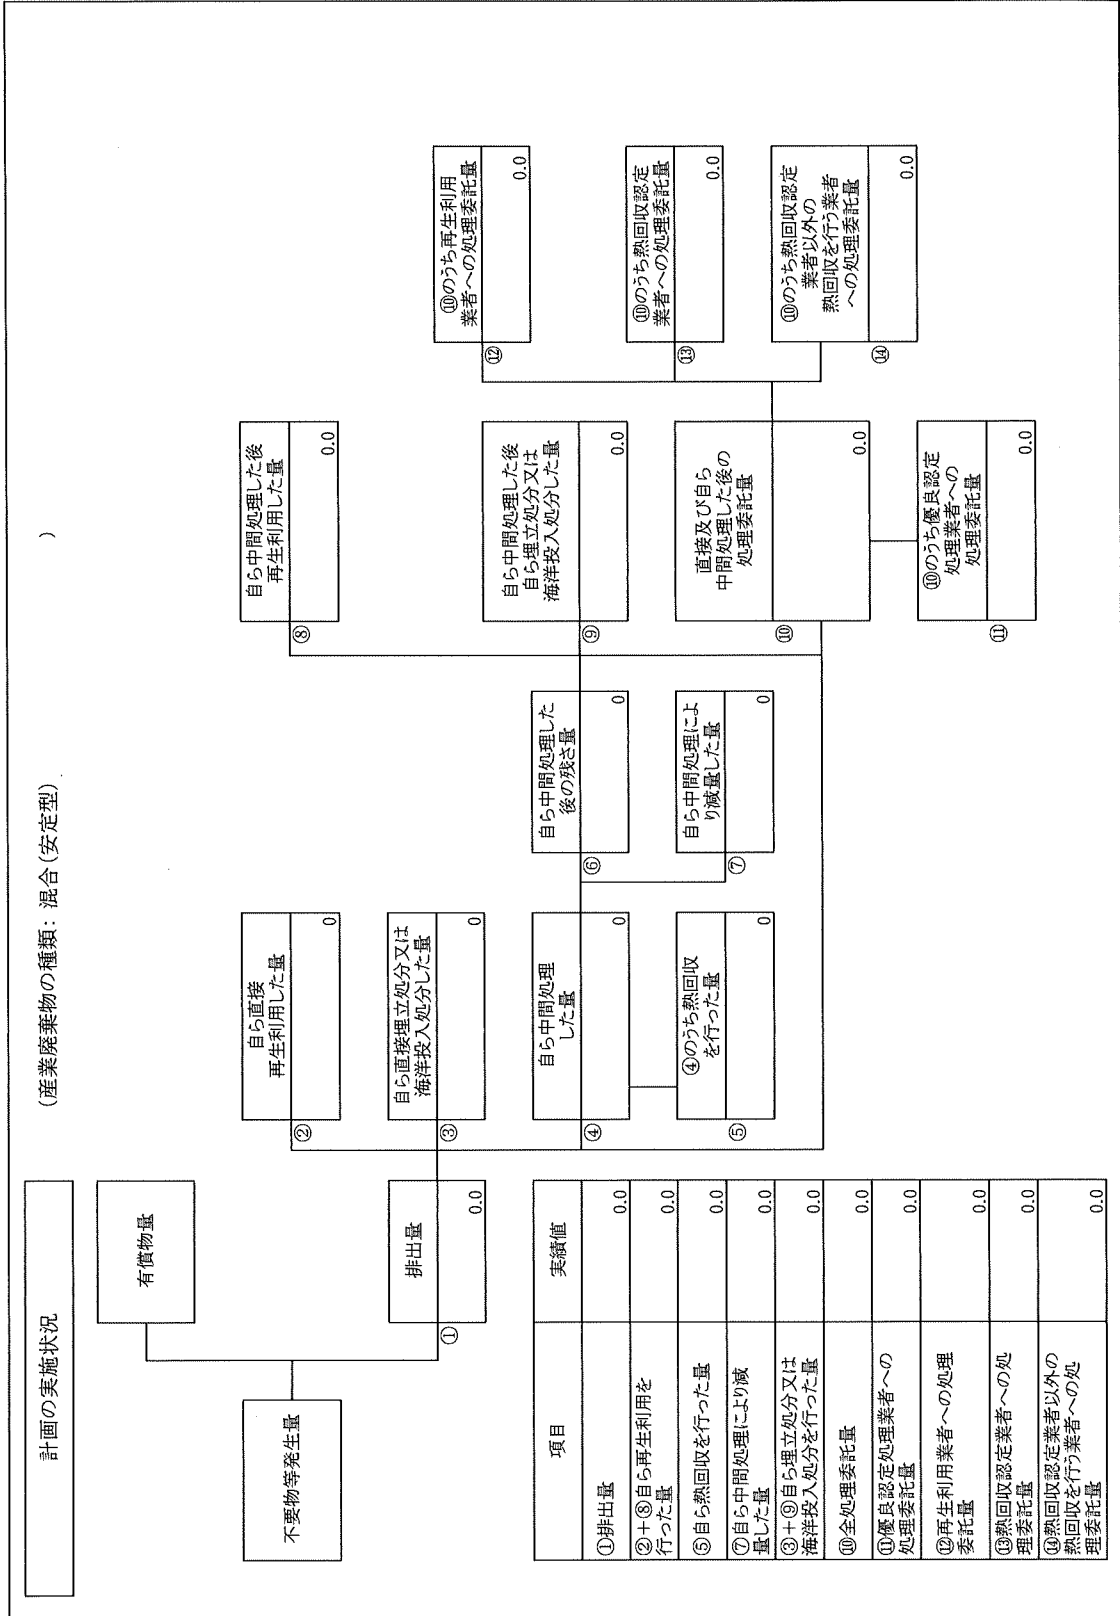 計画の実施状況
(産業廃棄物の種類: 混合(安定型) )
不要物等発生量
有償物量
①
排出量
0.0
②
自ら直接
再生利用した量
0
③
自ら直接埋立処分又は
海洋投入処分した量
0
④
自ら中間処理
した量
0
⑤
④のうち熱回収
を行った量
0
⑥
自ら中間処理した
後の残さ量
0
⑦
自ら中間処理によ
り減量した量
0
⑧
自ら中間処理した後
再生利用した量
0.0
⑨
自ら中間処理した後
自ら埋立処分又は
海洋投入処分した量
0.0
⑩
直接及び自ら
中間処理した後の
処理委託量
0.0
⑪
⑩のうち優良認定
処理業者への
処理委託量
0.0
⑫
⑩のうち再生利用
業者への処理委託量
0.0
⑬
⑩のうち熱回収認定
業者への処理委託量
0.0
⑭
⑩のうち熱回収認定
業者以外の
熱回収を行う業者
への処理委託量
0.0
項目 実績値
①排出量 0.0
②+⑧自ら再生利用を
行った量 0.0
⑤自ら熱回収を行った量 0.0
⑦自ら中間処理により減
量した量 0.0
③+⑨自ら埋立処分又は
海洋投入処分を行った量 0.0
⑩全処理委託量 0.0
⑪優良認定処理業者への
処理委託量 0.0
⑫再生利用業者への処理
委託量 0.0
⑬熱回収認定業者への処
理委託量 0.0
⑭熱回収認定業者以外の
熱回収を行う業者への処
理委託量 0.0